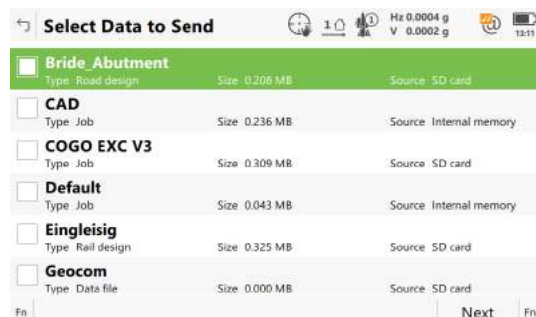 Select Data to Send
1
1
Hz 0.0004 g
V 0.0002 g
@
13:11
Bride_Abutment
Type Road design Size 0.208 MB Source SD card
CAD
Type Job Size 0.236 MB Source Internal memory
COGO EXC V3
Type Job Size 0.309 MB Source SD card
Default
Type Job Size 0.043 MB Source Internal memory
Eingleisig
Type Rail design Size 0.325 MB Source SD card
Geocom
Type Data file Size 0.000 MB Source SD card
Fn Next Fn